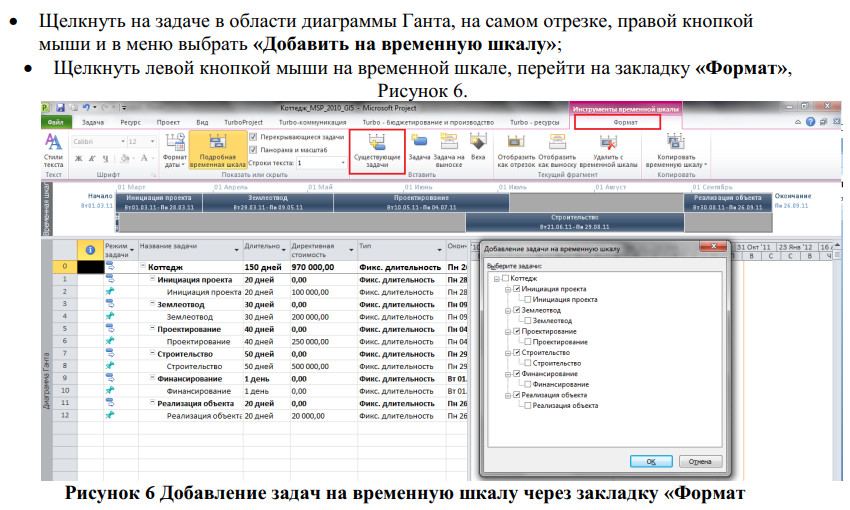 • Щелкнуть на задаче в области диаграммы Ганта, на самом отрезке, правой кнопкой
мыши и в меню выбрать «Добавить на временную шкалу»;
• Щелкнуть левой кнопкой мыши на временной шкале, перейти на закладку «Формат»,
Рисунок 6.
Коттедж_MSP_2010_GIS - Microsoft Project
Инструменты временной шкалы
Файл Задача Ресурс Проект Вид TurboProject Turbo-коммуникация Turbo - бюджетирование и производство Turbo - ресурсы Формат
Стили текста
Текст
Calibri 12
Ж К Ч А
Шрифт
Формат даты
Подробная временная шкала
Перекрывающиеся задачи
Панорама и масштаб
Строки текста: 1
Показать или скрыть
Существующие задачи
Задача
Задача на выноске
Веха
Вставить
Отобразить как отрезок
Отобразить как выноску
Удалить с временной шкалы
Текущий фрагмент
Копировать временную шкалу
Копировать
Временная шкал
01 Март 01 Апрель 01 Май 01 Июнь 01 Июль 01 Август 01 Сентябрь
Начало
Вт01.03.11
Инициация проекта
Вт01.03.11 - Пн 28.03.11
Землеотвод
Вт29.03.11 - Пн 09.05.11
Проектирование
Вт10.05.11 - Пн 04.07.11
Реализация объекта
Вт30.08.11 - Пн 26.09.11
Окончание
Пн 26.09.11
Строительство
Вт21.06.11 - Пн 29.08.11
Диаграмма Ганта
Режим задачи Название задачи Длительно Директивная стоимость Тип Оконч
0 Коттедж 150 дней 970 000,00 Фикс. длительность Пн 26
1 Инициация проекта 20 дней 0,00 Фикс. длительность Пн 28
2 Инициация проекта 20 дней 100 000,00 Фикс. длительность Пн 28
3 Землеотвод 30 дней 0,00 Фикс. длительность Пн 09
4 Землеотвод 30 дней 200 000,00 Фикс. длительность Пн 09
5 Проектирование 40 дней 0,00 Фикс. длительность Пн 04
6 Проектирование 40 дней 250 000,00 Фикс. длительность Пн 04
7 Строительство 50 дней 0,00 Фикс. длительность Пн 29
8 Строительство 50 дней 500 000,00 Фикс. длительность Пн 29
9 Финансирование 1 день 0,00 Фикс. длительность Вт 01.
10 Финансирование 1 день 0,00 Фикс. длительность Вт 01.
11 Реализация объекта 20 дней 0,00 Фикс. длительность Пн 26
12 Реализация объекта 20 дней 20 000,00 Фикс. длительность Пн 26
31 Окт '11 23 Янв '12 16
В С С В Ч
Добавление задачи на временную шкалу
Выберите задачи:
Коттедж
Инициация проекта
Инициация проекта
Землеотвод
Землеотвод
Проектирование
Проектирование
Строительство
Строительство
Финансирование
Финансирование
Реализация объекта
Реализация объекта
ОК Отмена
Рисунок 6 Добавление задач на временную шкалу через закладку «Формат